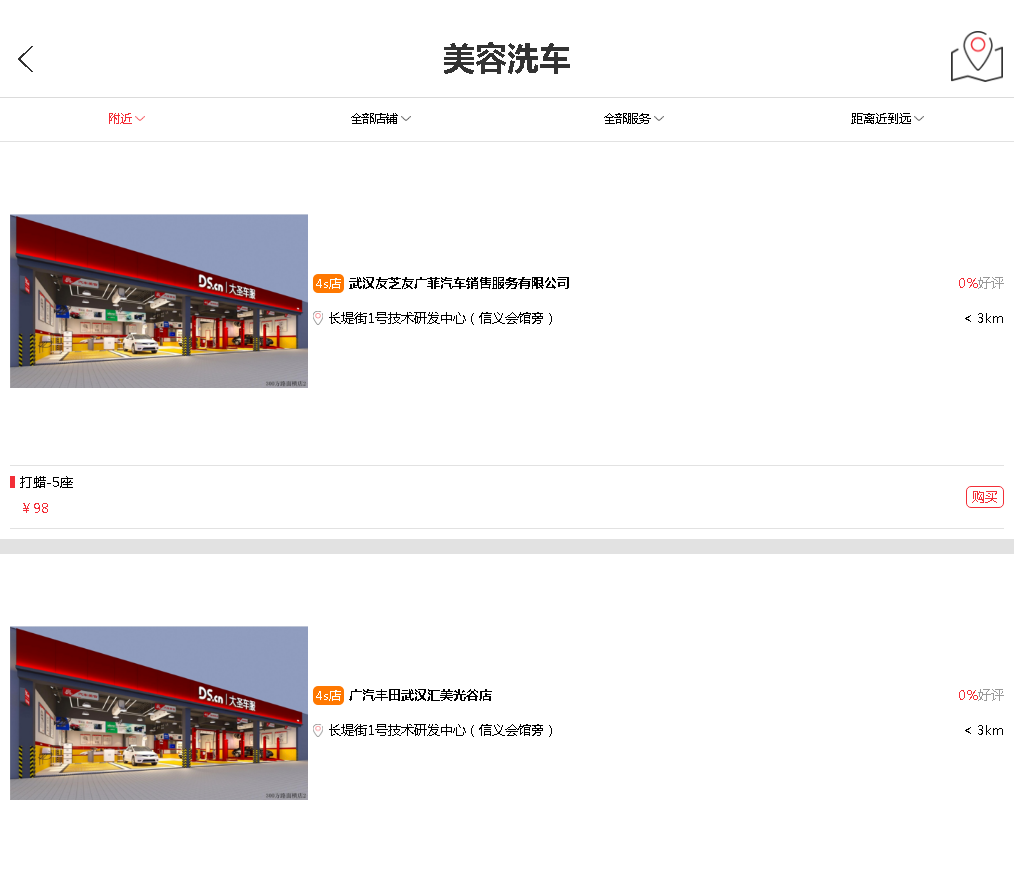 美容洗车
附近 全部店铺 全部服务 距离近到远
DS.cn 大圣车服
4s店 武汉友芝友广菲汽车销售服务有限公司 0%好评
长堤街1号技术研发中心（信义会馆旁） < 3km
打蜡-5座
￥98
购买
DS.cn 大圣车服
4s店 广汽丰田武汉汇美光谷店 0%好评
长堤街1号技术研发中心（信义会馆旁） < 3km